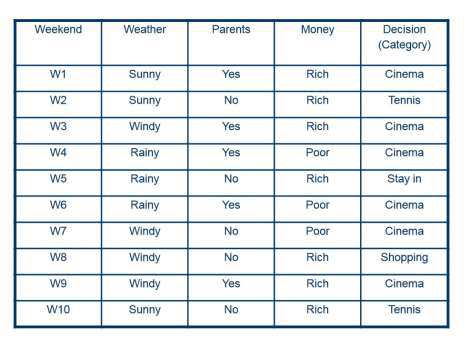 Weekend Weather Parents Money Decision
(Category)
W1 Sunny Yes Rich Cinema
W2 Sunny No Rich Tennis
W3 Windy Yes Rich Cinema
W4 Rainy Yes Poor Cinema
W5 Rainy No Rich Stay in
W6 Rainy Yes Poor Cinema
W7 Windy No Poor Cinema
W8 Windy No Rich Shopping
W9 Windy Yes Rich Cinema
W10 Sunny No Rich Tennis